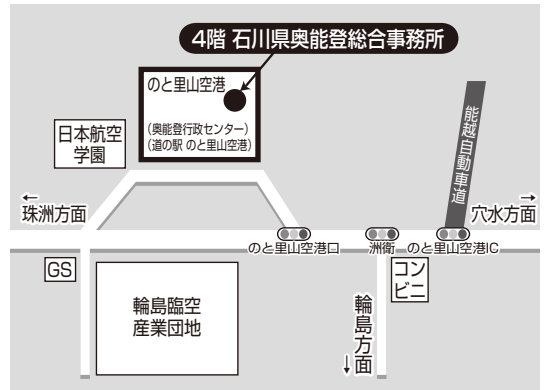 4階 石川県奥能登総合事務所
のと里山空港
(奥能登行政センター)
(道の駅 のと里山空港)
日本航空
学園
能越自動車道
←
珠洲方面
→
穴水方面
のと里山空港口
洲衛
のと里山空港IC
GS
コン
ビニ
輪島臨空
産業団地
輪島方面
↓